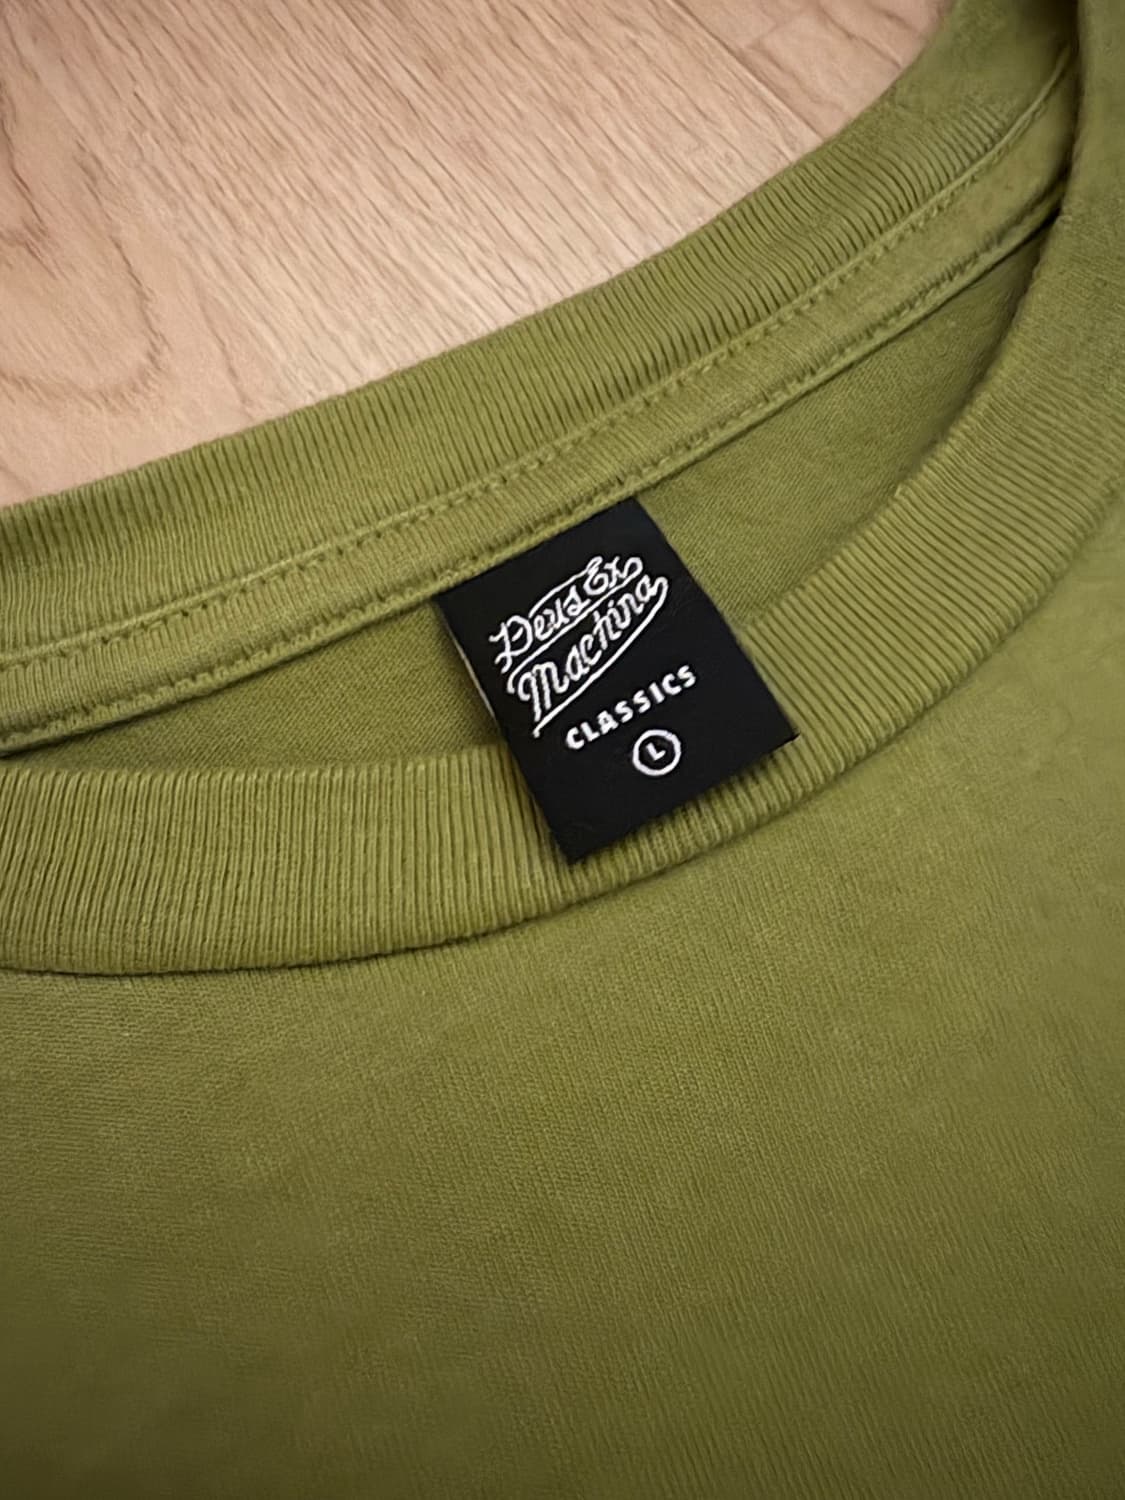 Deus Ex
Machina
CLASSICS
L